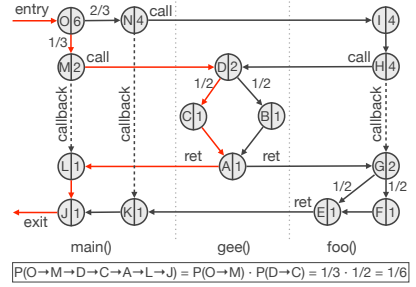 entry
O 6
2/3
N 4
call
I 4
1/3
M 2
call
D 2
call
H 4
1/2
1/2
callback
callback
C 1
B 1
callback
L 1
ret
A 1
ret
G 2
1/2
1/2
ret
J 1
K 1
E 1
F 1
exit
main()
gee()
foo()
P(O→M→D→C→A→L→J) = P(O→M) · P(D→C) = 1/3 · 1/2 = 1/6